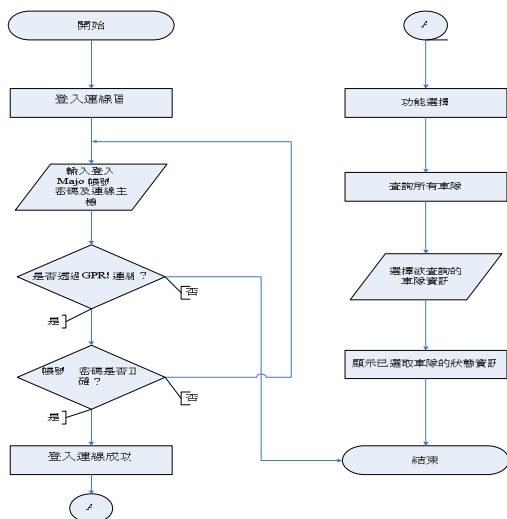 開始
登入連線區
輸入登入
Majo 帳號
密碼及連線主
機
是否透過GPRS連線？
否
是
帳號 密碼是否正
確？
否
是
登入連線成功
A
A
功能選擇
查詢所有車隊
選擇欲查詢的
車隊資訊
顯示已選取車隊的狀態資訊
結束